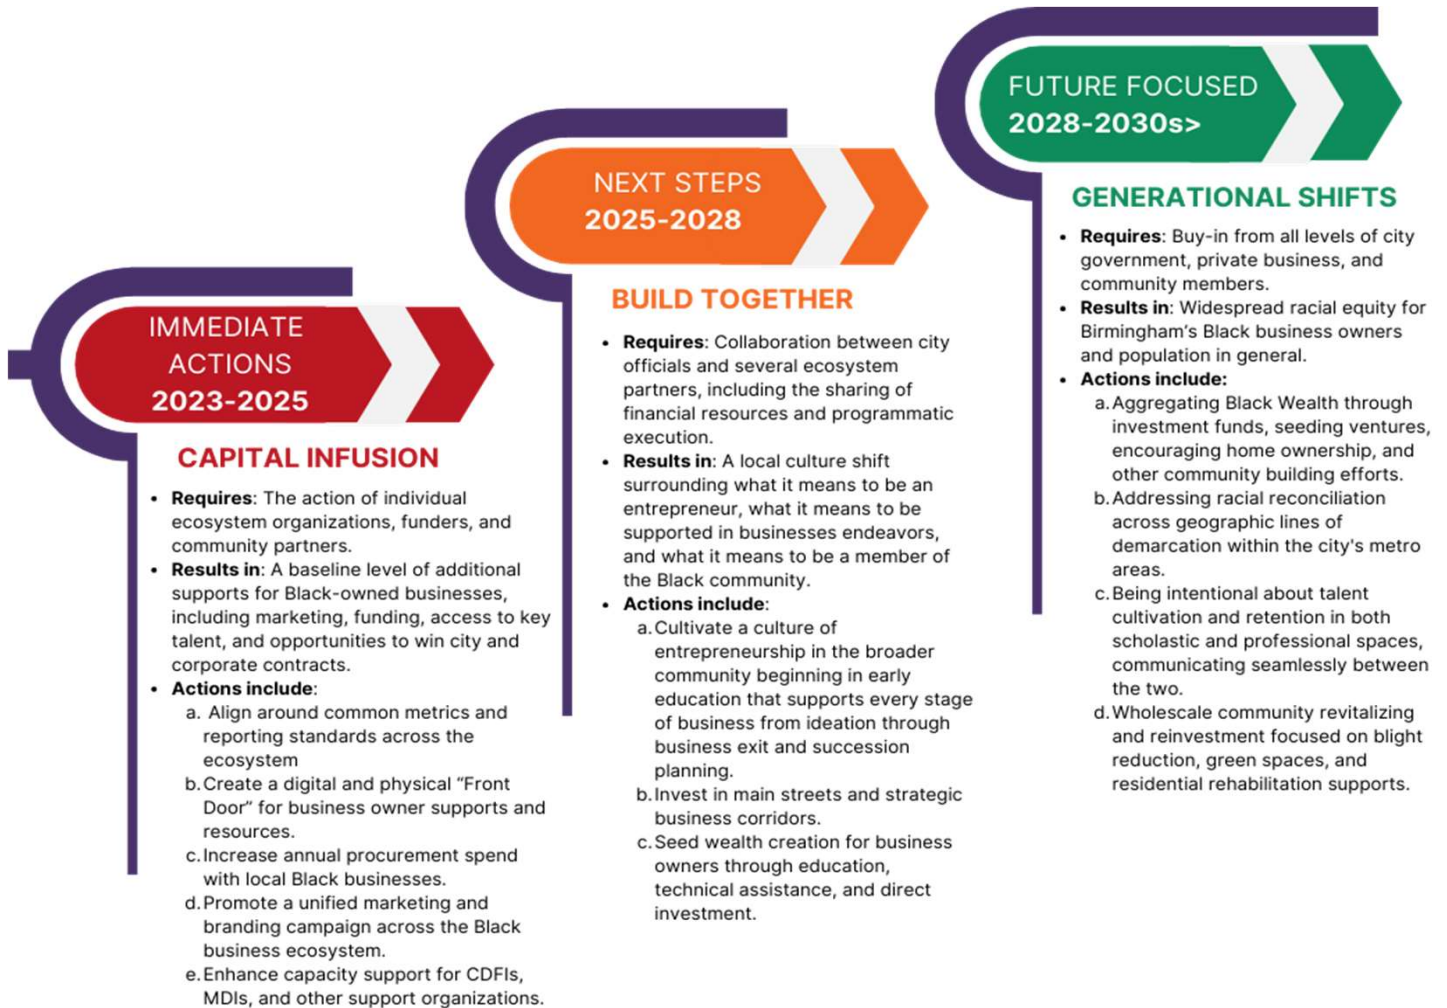 IMMEDIATE
ACTIONS
2023-2025
CAPITAL INFUSION
• Requires: The action of individual
ecosystem organizations, funders, and
community partners.
• Results in: A baseline level of additional
supports for Black-owned businesses,
including marketing, funding, access to key
talent, and opportunities to win city and
corporate contracts.
• Actions include:
a. Align around common metrics and
reporting standards across the
ecosystem
b. Create a digital and physical “Front
Door” for business owner supports and
resources.
c. Increase annual procurement spend
with local Black businesses.
d. Promote a unified marketing and
branding campaign across the Black
business ecosystem.
e. Enhance capacity support for CDFIs,
MDIs, and other support organizations.
NEXT STEPS
2025-2028
BUILD TOGETHER
• Requires: Collaboration between city
officials and several ecosystem
partners, including the sharing of
financial resources and programmatic
execution.
• Results in: A local culture shift
surrounding what it means to be an
entrepreneur, what it means to be
supported in businesses endeavors,
and what it means to be a member of
the Black community.
• Actions include:
a. Cultivate a culture of
entrepreneurship in the broader
community beginning in early
education that supports every stage
of business from ideation through
business exit and succession
planning.
b. Invest in main streets and strategic
business corridors.
c. Seed wealth creation for business
owners through education,
technical assistance, and direct
investment.
FUTURE FOCUSED
2028-2030s>
GENERATIONAL SHIFTS
• Requires: Buy-in from all levels of city
government, private business, and
community members.
• Results in: Widespread racial equity for
Birmingham’s Black business owners
and population in general.
• Actions include:
a. Aggregating Black Wealth through
investment funds, seeding ventures,
encouraging home ownership, and
other community building efforts.
b. Addressing racial reconciliation
across geographic lines of
demarcation within the city's metro
areas.
c. Being intentional about talent
cultivation and retention in both
scholastic and professional spaces,
communicating seamlessly between
the two.
d. Wholescale community revitalizing
and reinvestment focused on blight
reduction, green spaces, and
residential rehabilitation supports.